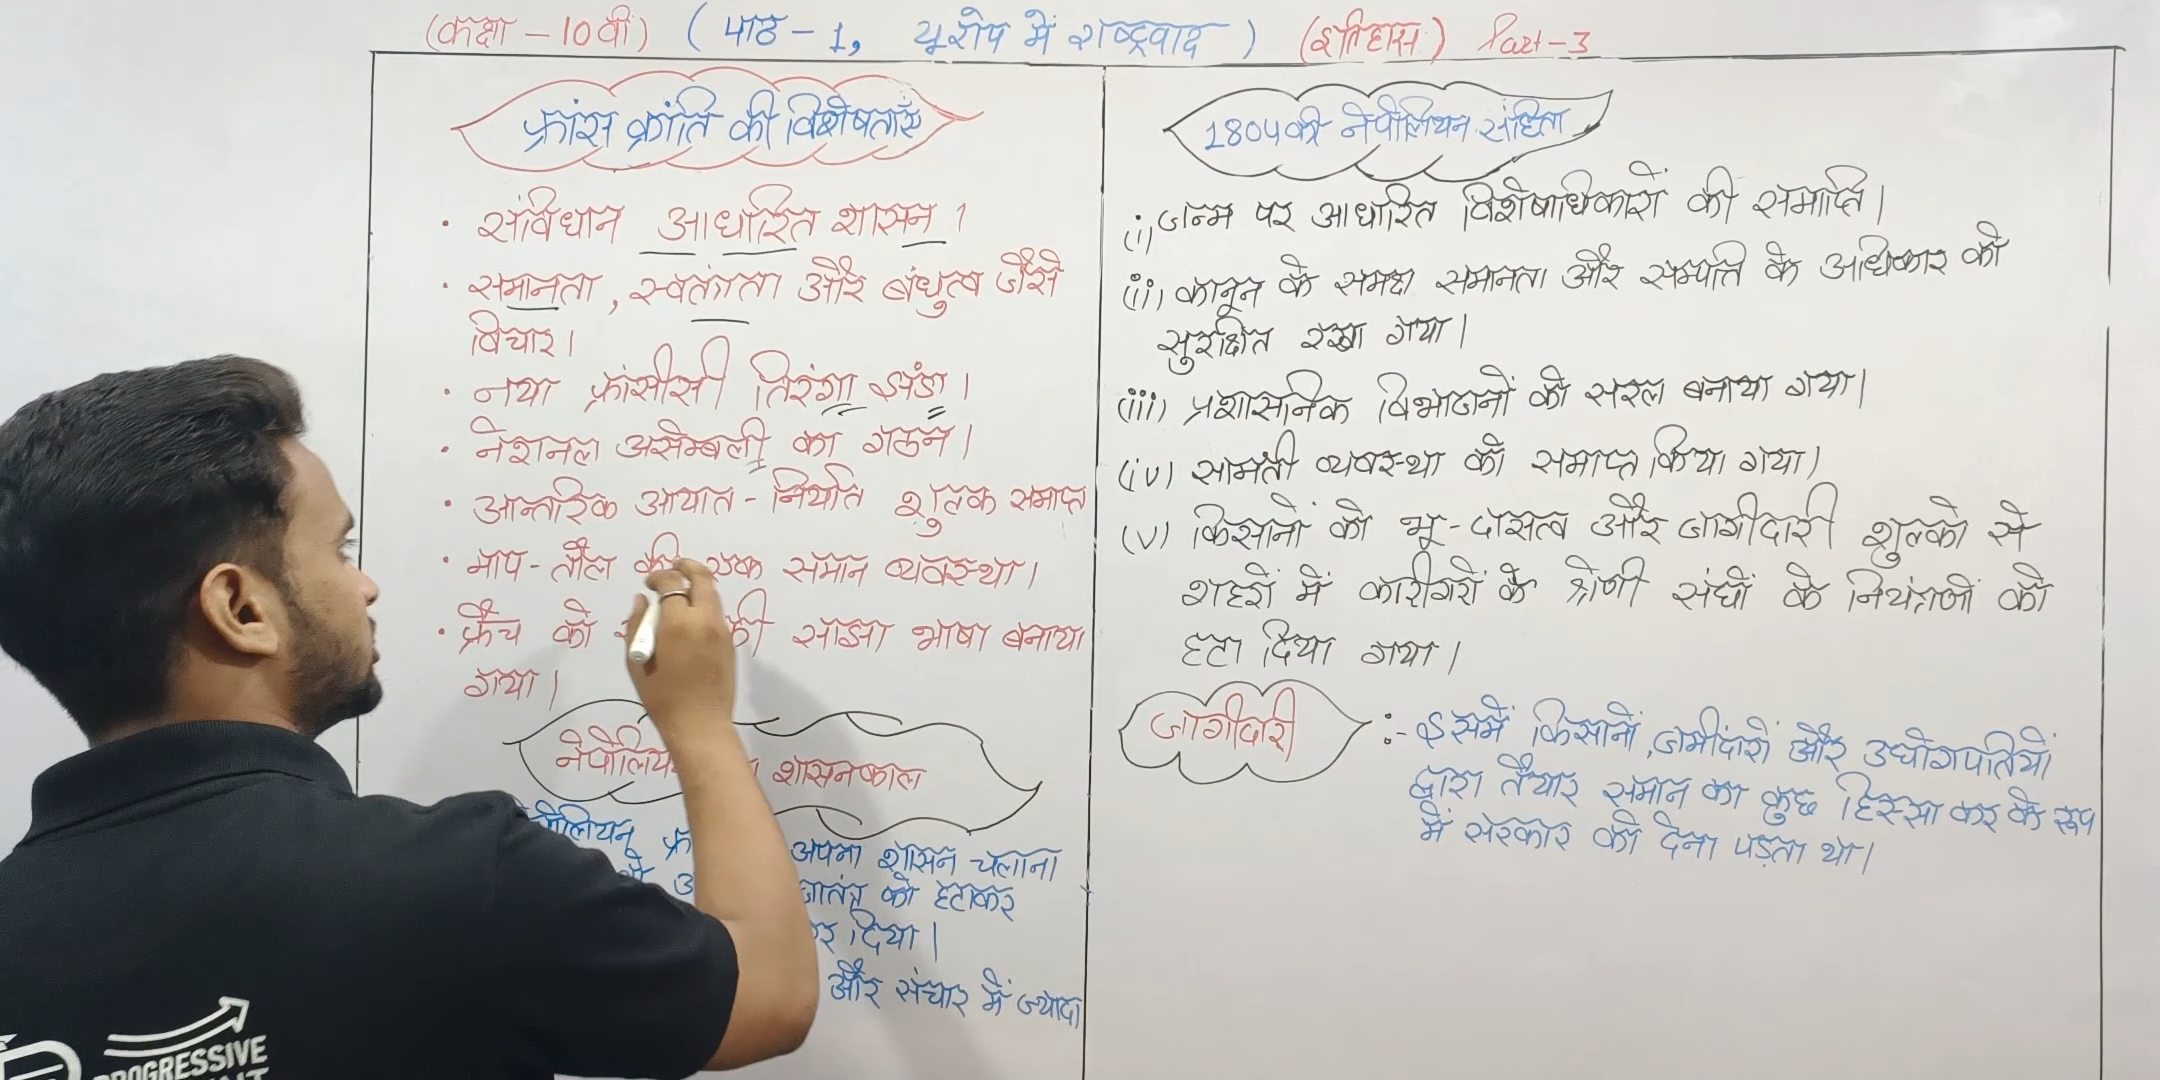 (कक्षा - 10वी) ( पाठ - 1, यूरोप में राष्ट्रवाद ) (इतिहास) Part-3
फ्रांस क्रांति की विशेषताएँ
· संविधान आधारित शासन ।
· समानता , स्वतंत्रता और बंधुत्व जैसे
विचार ।
· नया फ्रांसीसी तिरंगा झंडा ।
· नेशनल असेम्बली का गठन ।
· आन्तरिक आयात - निर्यात शुल्क समाप्त
· माप - तौल की एक समान व्यवस्था ।
· फ्रैंच को की साझा भाषा बनाया
गया ।
शासनकाल
अपना शासन चलाना
को हटाकर
दिया ।
और संचार में ज्यादा
1804 की नेपोलियन संहिता
(i) जन्म पर आधारित विशेषाधिकारों की समाप्ति ।
(ii) कानून के समक्ष समानता और सम्पति के अधिकार को
सुरक्षित रखा गया ।
(iii) प्रशासनिक विभाजनों को सरल बनाया गया ।
(iv) सामंती व्यवस्था को समाप्त किया गया ।
(v) किसानों को भू - दासत्व और जागीदारी शुल्कों से
शहरों में कारीगरों के श्रेणी संघों के नियंत्रणों को
हटा दिया गया ।
जागीदारी :- इसमें किसानों , जमींदारों और उद्योगपतियों
द्वारा तैयार समान का कुछ हिस्सा कर के रूप
में सरकार को देना पड़ता था ।
PROGRESSIVE